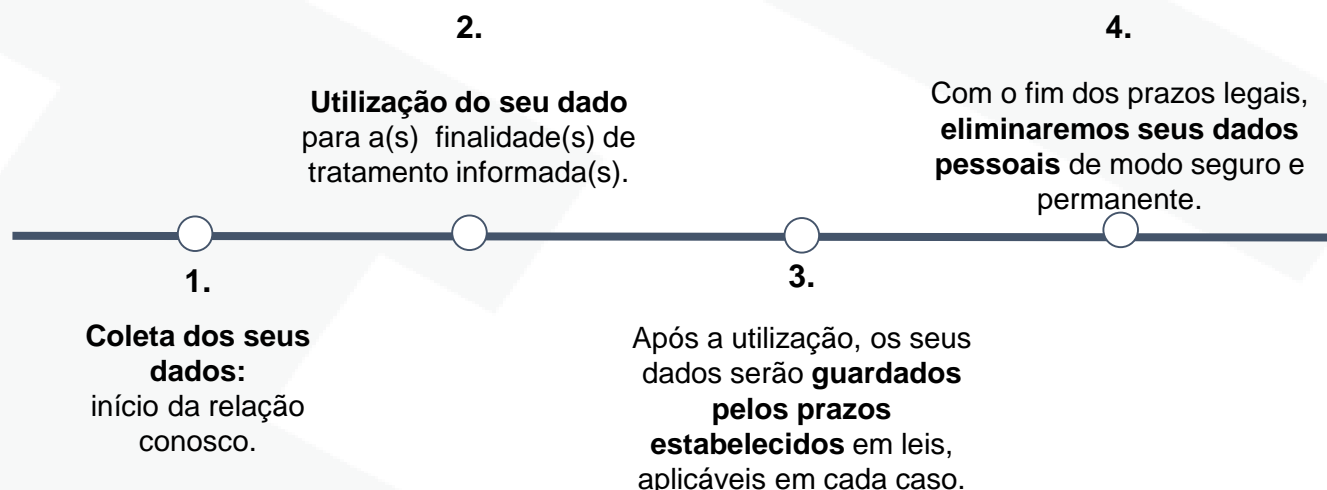 1.
Coleta dos seus
dados:
início da relação
conosco.
2.
Utilização do seu dado
para a(s) finalidade(s) de
tratamento informada(s).
3.
Após a utilização, os seus
dados serão guardados
pelos prazos
estabelecidos em leis,
aplicáveis em cada caso.
4.
Com o fim dos prazos legais,
eliminaremos seus dados
pessoais de modo seguro e
permanente.